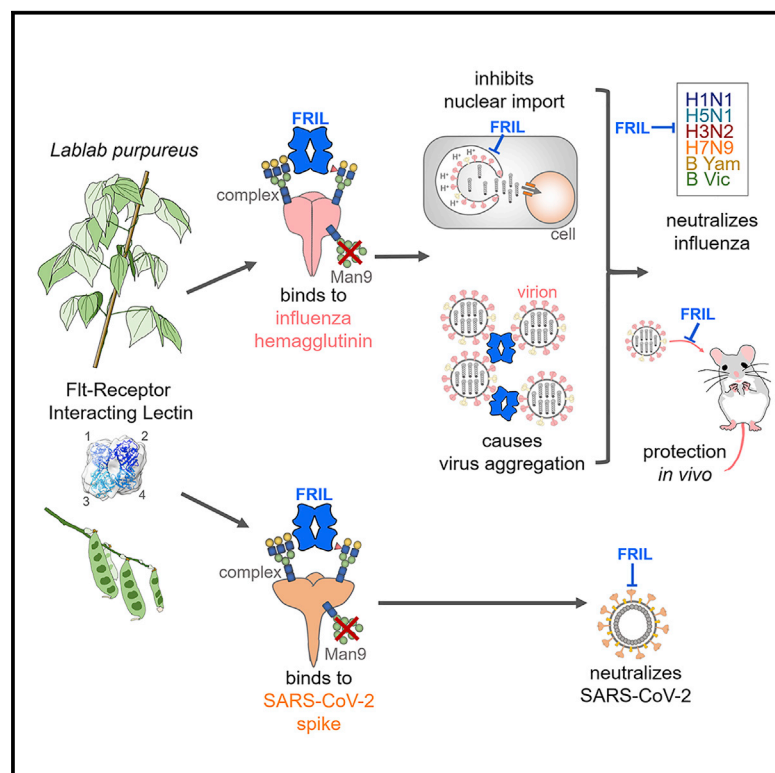 Lablab purpureus
Flt-Receptor
Interacting Lectin
1
2
3
4
FRIL
complex
Man9
binds to
influenza
hemagglutinin
inhibits
nuclear import
FRIL
H+
H+
H+
H+
H+
cell
virion
causes
virus aggregation
FRIL
H1N1
H5N1
H3N2
H7N9
B Yam
B Vic
neutralizes
influenza
FRIL
protection
in vivo
FRIL
complex
Man9
binds to
SARS-CoV-2
spike
FRIL
neutralizes
SARS-CoV-2